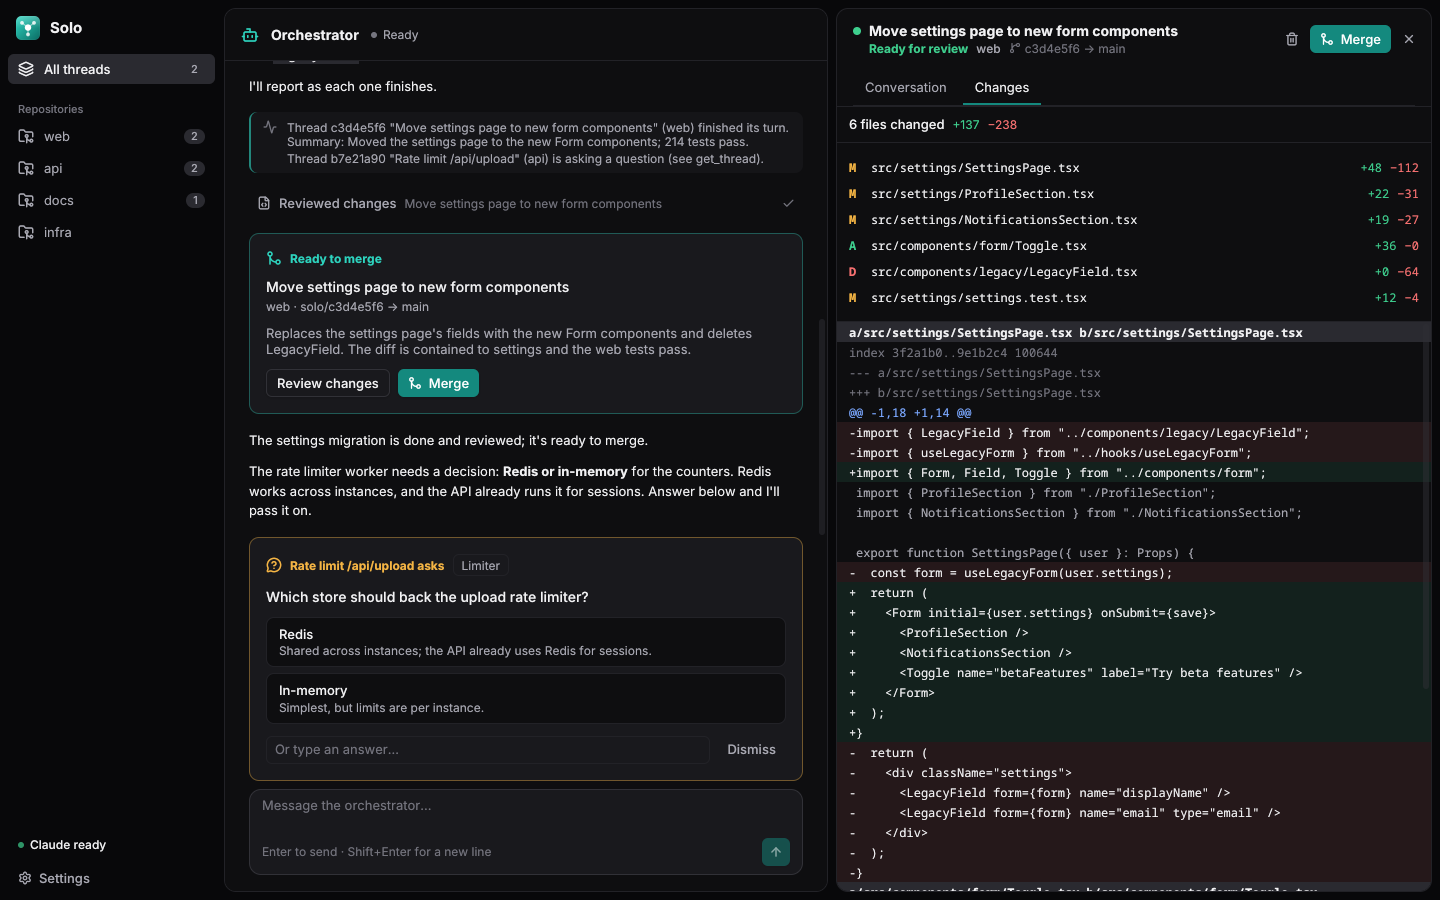 Solo
All threads 2
Repositories
web 2
api 2
docs 1
infra
Claude ready
Settings
Orchestrator Ready
I'll report as each one finishes.
Thread c3d4e5f6 "Move settings page to new form components" (web) finished its turn.
Summary: Moved the settings page to the new Form components; 214 tests pass.
Thread b7e21a90 "Rate limit /api/upload" (api) is asking a question (see get_thread).
Reviewed changes Move settings page to new form components
Ready to merge
Move settings page to new form components
web · solo/c3d4e5f6 → main
Replaces the settings page's fields with the new Form components and deletes
LegacyField. The diff is contained to settings and the web tests pass.
Review changes Merge
The settings migration is done and reviewed; it's ready to merge.
The rate limiter worker needs a decision: Redis or in-memory for the counters. Redis
works across instances, and the API already runs it for sessions. Answer below and I'll
pass it on.
Rate limit /api/upload asks Limiter
Which store should back the upload rate limiter?
Redis
Shared across instances; the API already uses Redis for sessions.
In-memory
Simplest, but limits are per instance.
Or type an answer... Dismiss
Message the orchestrator...
Enter to send · Shift+Enter for a new line
Move settings page to new form components
Ready for review web c3d4e5f6 → main
Merge
Conversation Changes
6 files changed +137 −238
M src/settings/SettingsPage.tsx +48 −112
M src/settings/ProfileSection.tsx +22 −31
M src/settings/NotificationsSection.tsx +19 −27
A src/components/form/Toggle.tsx +36 −0
D src/components/legacy/LegacyField.tsx +0 −64
M src/settings/settings.test.tsx +12 −4
a/src/settings/SettingsPage.tsx b/src/settings/SettingsPage.tsx
index 3f2a1b0..9e1b2c4 100644
--- a/src/settings/SettingsPage.tsx
+++ b/src/settings/SettingsPage.tsx
@@ -1,18 +1,14 @@
-import { LegacyField } from "../components/legacy/LegacyField";
-import { useLegacyForm } from "../hooks/useLegacyForm";
+import { Form, Field, Toggle } from "../components/form";
 import { ProfileSection } from "./ProfileSection";
 import { NotificationsSection } from "./NotificationsSection";
 export function SettingsPage({ user }: Props) {
-  const form = useLegacyForm(user.settings);
+  return (
+    <Form initial={user.settings} onSubmit={save}>
+      <ProfileSection />
+      <NotificationsSection />
+      <Toggle name="betaFeatures" label="Try beta features" />
+    </Form>
+  );
+}
-  return (
-    <div className="settings">
-      <LegacyField form={form} name="displayName" />
-      <LegacyField form={form} name="email" type="email" />
-    </div>
-  );
-}
a/src/components/form/Toggle.tsx b/src/components/form/Toggle.tsx